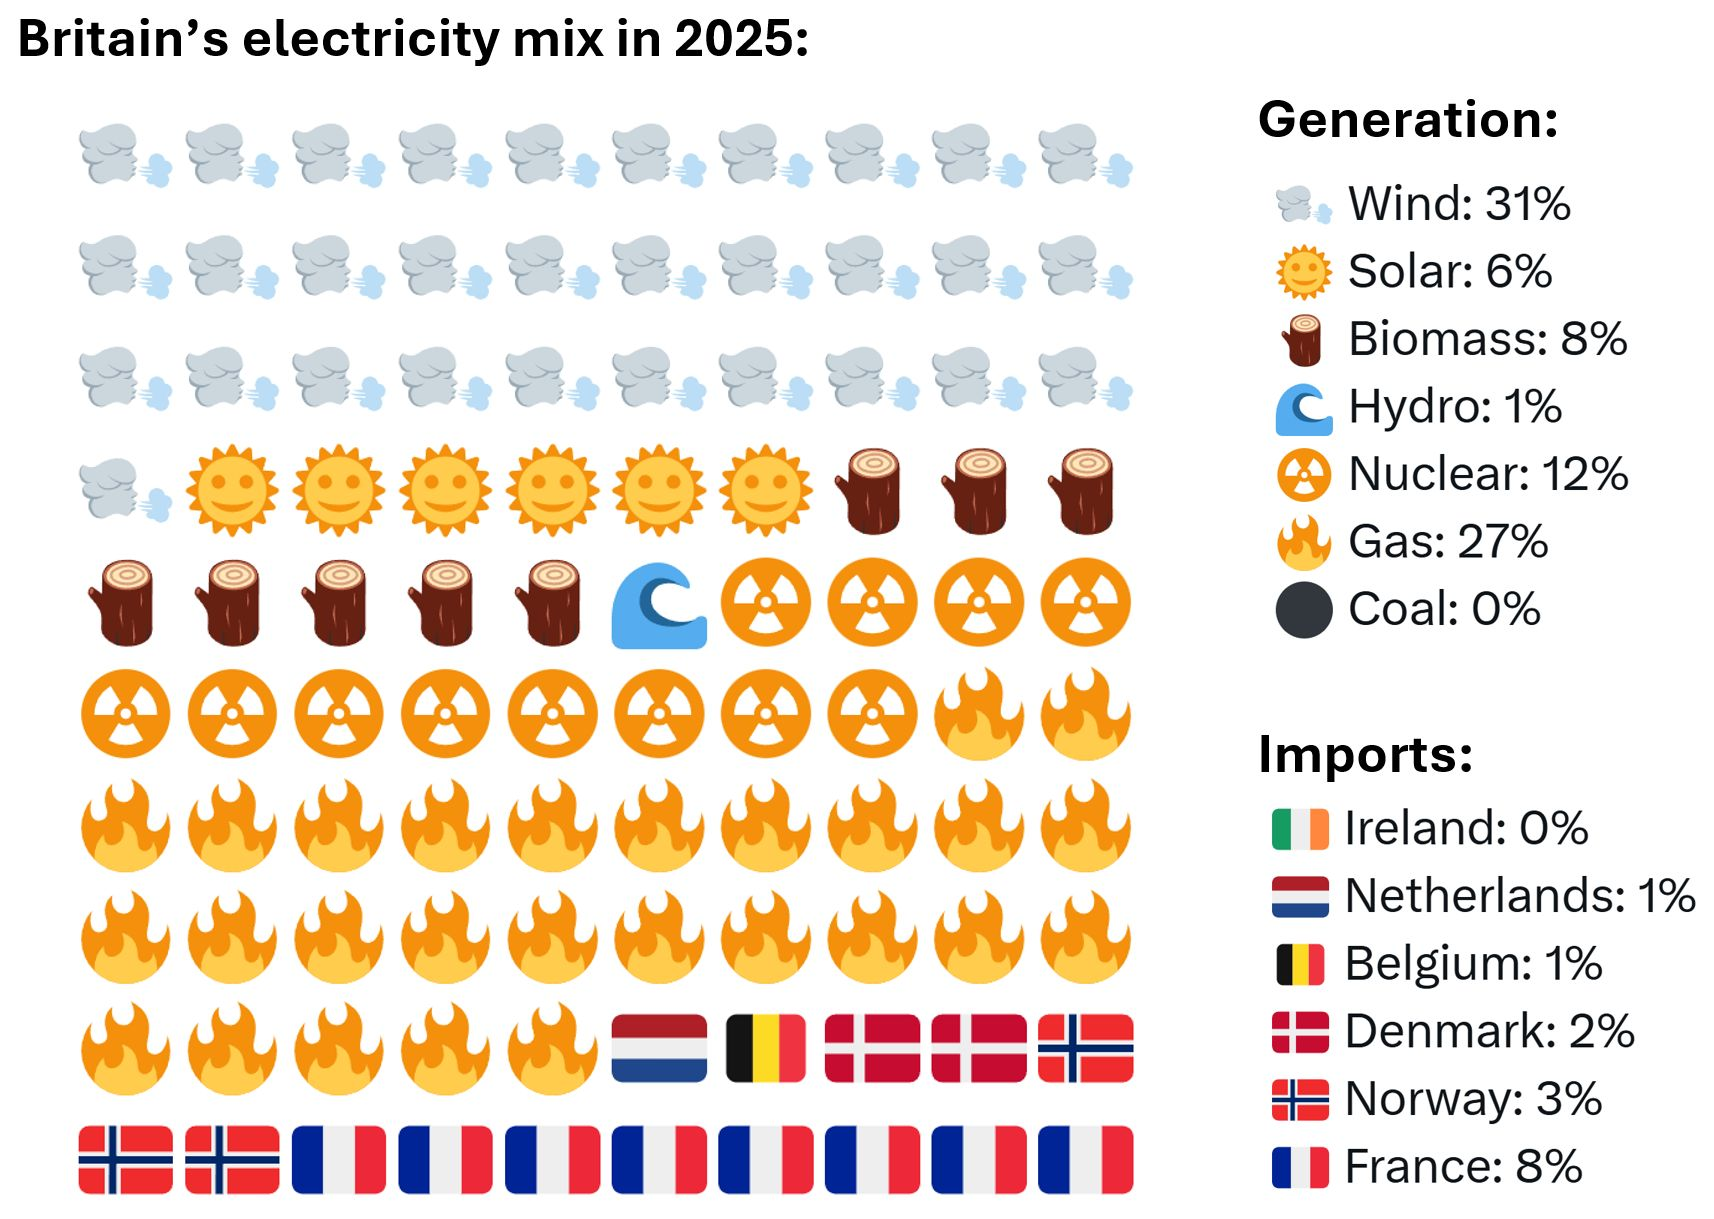 Britain’s electricity mix in 2025:
Generation:
Wind: 31%
Solar: 6%
Biomass: 8%
Hydro: 1%
Nuclear: 12%
Gas: 27%
Coal: 0%
Imports:
Ireland: 0%
Netherlands: 1%
Belgium: 1%
Denmark: 2%
Norway: 3%
France: 8%